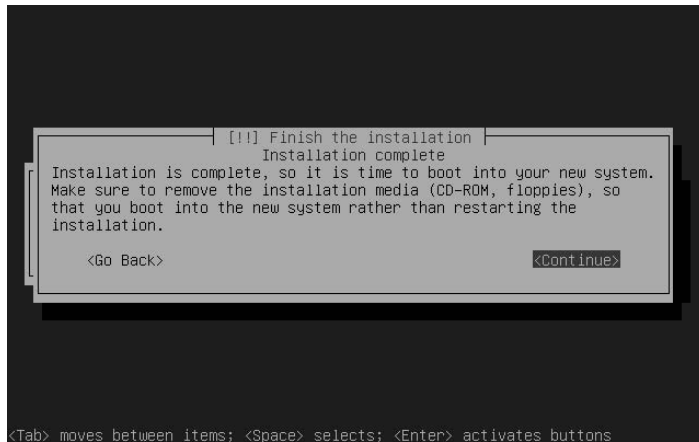 [!!] Finish the installation
Installation complete
Installation is complete, so it is time to boot into your new system.
Make sure to remove the installation media (CD-ROM, floppies), so
that you boot into the new system rather than restarting the
installation.
<Go Back> <Continue>
<Tab> moves between items; <Space> selects; <Enter> activates buttons